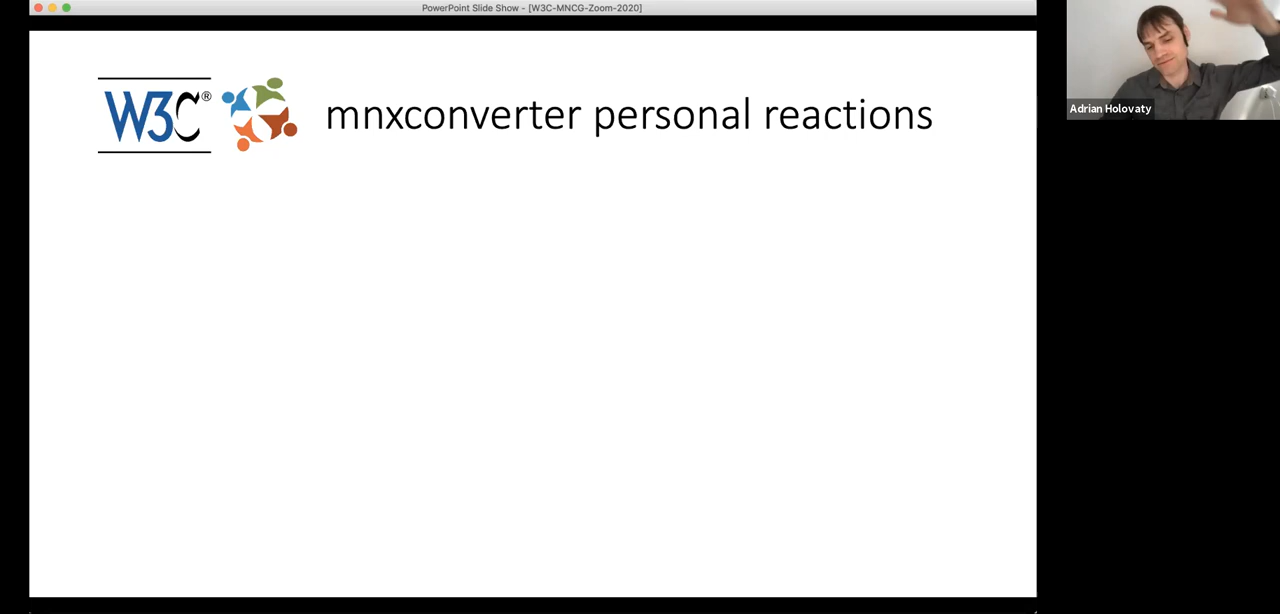 PowerPoint Slide Show - [W3C-MNCG-Zoom-2020]
W3C® mnxconverter personal reactions
Adrian Holovaty